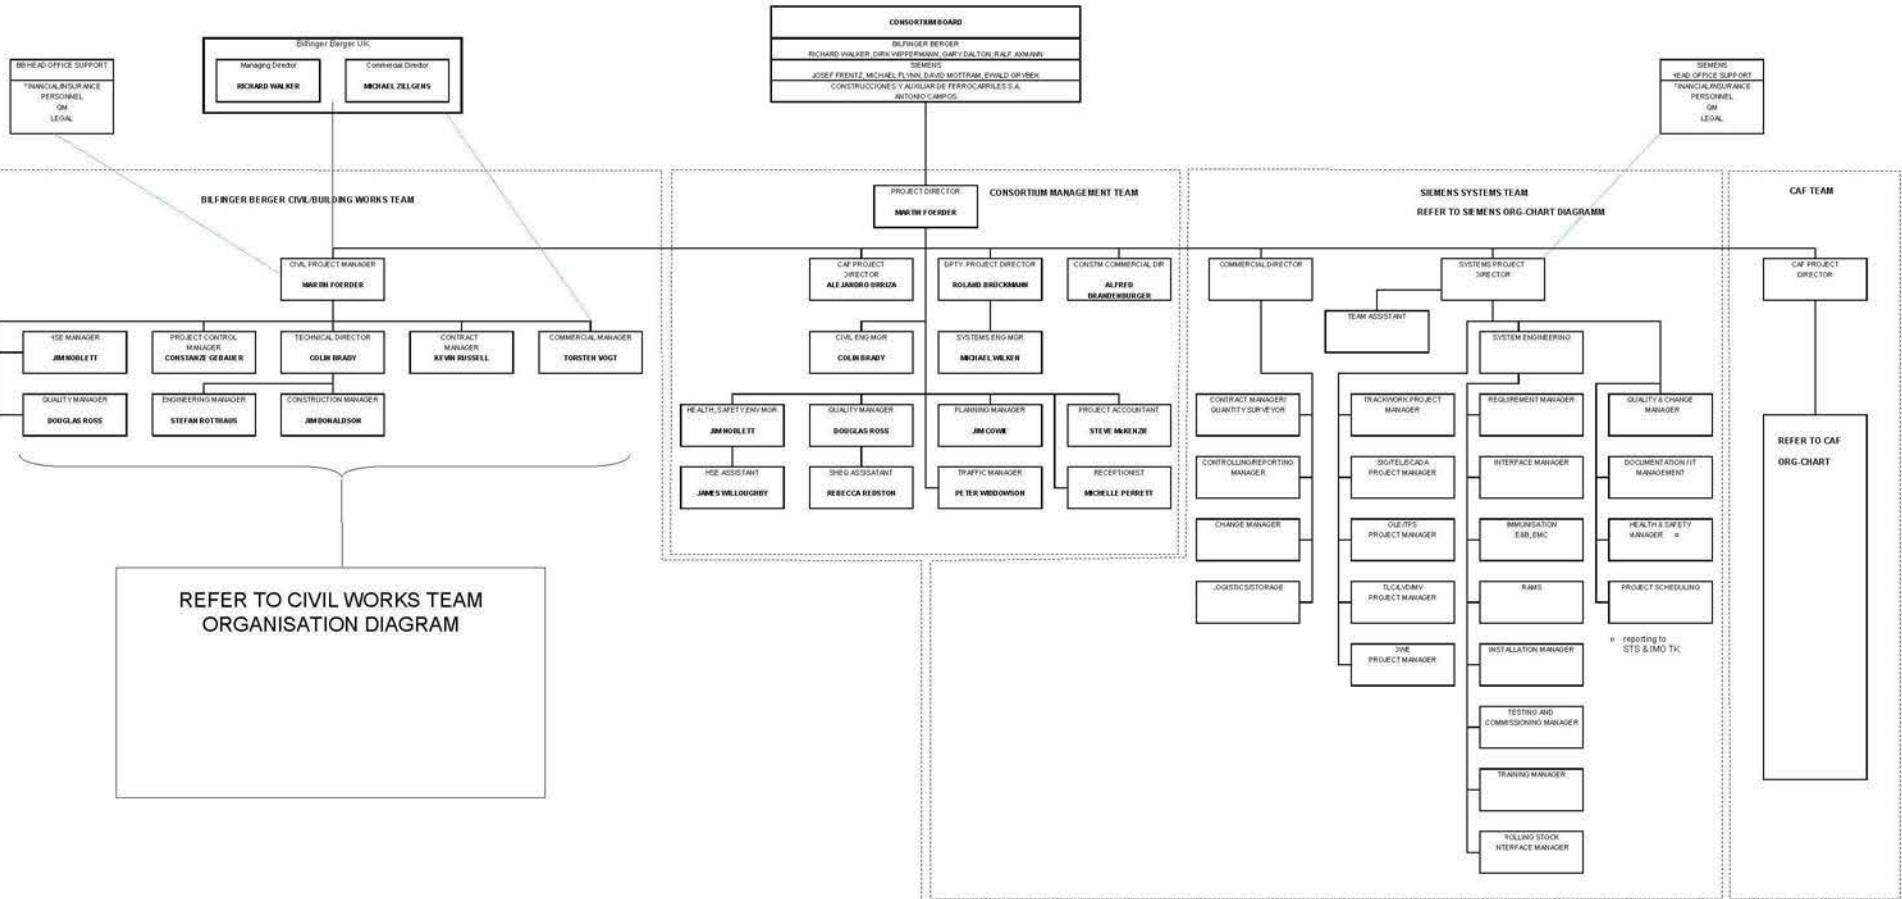 CONSORTIUM BOARD
BILFINGER BERGER
RICHARD WALKER, DIRK WIPPERMANN, GARY DALTON, RALF AXMANN
SIEMENS
JOSEF FRENTZ, MICHAEL FLYNN, DAVID MOTTRAM, EWALD GRYBEK
CONSTRUCCIONES Y AUXILIAR DE FERROCARRILES S.A.
ANTONIO CAMPOS
Bilfinger Berger UK
Managing Director
RICHARD WALKER
Commercial Director
MICHAEL ZILLGENS
BB HEAD OFFICE SUPPORT
FINANCIAL/INSURANCE
PERSONNEL
QM
LEGAL
SIEMENS
HEAD OFFICE SUPPORT
FINANCIAL/INSURANCE
PERSONNEL
QM
LEGAL
BILFINGER BERGER CIVIL/BUILDING WORKS TEAM
PROJECT DIRECTOR
MARTIN FOERDER
CONSORTIUM MANAGEMENT TEAM
SIEMENS SYSTEMS TEAM
REFER TO SIEMENS ORG-CHART DIAGRAMM
CAF TEAM
CIVIL PROJECT MANAGER
MARTIN FOERDER
HSE MANAGER
JIM NOBLETT
PROJECT CONTROL
MANAGER
CONSTANZE GEBAUER
TECHNICAL DIRECTOR
COLIN BRADY
CONTRACT
MANAGER
KEVIN RUSSELL
COMMERCIAL MANAGER
TORSTEN VOGT
QUALITY MANAGER
DOUGLAS ROSS
ENGINEERING MANAGER
STEFAN ROTTHAUS
CONSTRUCTION MANAGER
JIM DONALDSON
REFER TO CIVIL WORKS TEAM
ORGANISATION DIAGRAM
CAF PROJECT
DIRECTOR
ALEJANDRO URRIZA
DPTY. PROJECT DIRECTOR
ROLAND BRÜCKMANN
CONSTM COMMERCIAL DIR
ALFRED
BRANDENBURGER
CIVIL ENG MGR
COLIN BRADY
SYSTEMS ENG MGR
MICHAEL WILKEN
HEALTH, SAFETY, ENV MGR
JIM NOBLETT
QUALITY MANAGER
DOUGLAS ROSS
PLANNING MANAGER
JIM COWIE
PROJECT ACCOUNTANT
STEVE McKENZIE
HSE ASSISTANT
JAMES WILLOUGHBY
SHEQ ASSISATANT
REBECCA REDSTON
TRAFFIC MANAGER
PETER WIDDOWSON
RECEPTIONIST
MICHELLE PERRETT
COMMERCIAL DIRECTOR
SYSTEMS PROJECT
DIRECTOR
TEAM ASSISTANT
SYSTEM ENGINEERING
CONTRACT MANAGER/
QUANTITY SURVEYOR
CONTROLLING/REPORTING
MANAGER
CHANGE MANAGER
LOGISTICS/STORAGE
TRACKWORK PROJECT
MANAGER
SIG/TEL/SCADA
PROJECT MANAGER
OLE/TPS
PROJECT MANAGER
TLC/LVD/MV
PROJECT MANAGER
PROJECT MANAGER
REQUIREMENT MANAGER
INTERFACE MANAGER
IMMUNISATION
E&B, EMC
RAMS
INSTALLATION MANAGER
TESTING AND
COMMISSIONING MANAGER
TRAINING MANAGER
ROLLING STOCK
INTERFACE MANAGER
QUALITY & CHANGE
MANAGER
DOCUMENTATION / IT
MANAGEMENT
HEALTH & SAFETY
MANAGER ¤
PROJECT SCHEDULING
¤ reporting to
STS & IMO TK
CAF PROJECT
DIRECTOR
REFER TO CAF
ORG-CHART